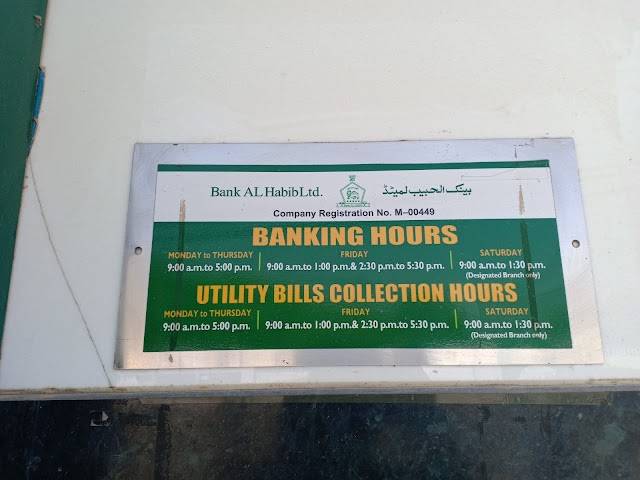 Bank AL Habib Ltd. بینک الحبیب لمیٹڈ
Company Registration No. M-00449
BANKING HOURS
MONDAY to THURSDAY FRIDAY SATURDAY
9:00 a.m.to 5:00 p.m. 9:00 a.m.to 1:00 p.m.& 2:30 p.m.to 5:30 p.m. 9:00 a.m.to 1:30 p.m.
(Designated Branch only)
UTILITY BILLS COLLECTION HOURS
MONDAY to THURSDAY FRIDAY SATURDAY
9:00 a.m.to 5:00 p.m. 9:00 a.m.to 1:00 p.m.& 2:30 p.m.to 5:30 p.m. 9:00 a.m.to 1:30 p.m.
(Designated Branch only)